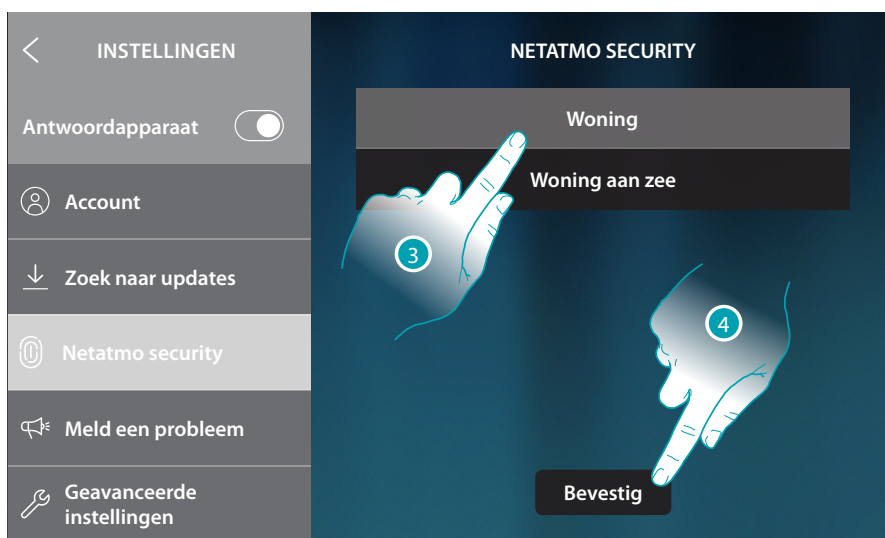 INSTELLINGEN
Antwoordapparaat
Account
Zoek naar updates
Netatmo security
Meld een probleem
Geavanceerde
instellingen
NETATMO SECURITY
Woning
Woning aan zee
3
4
Bevestig